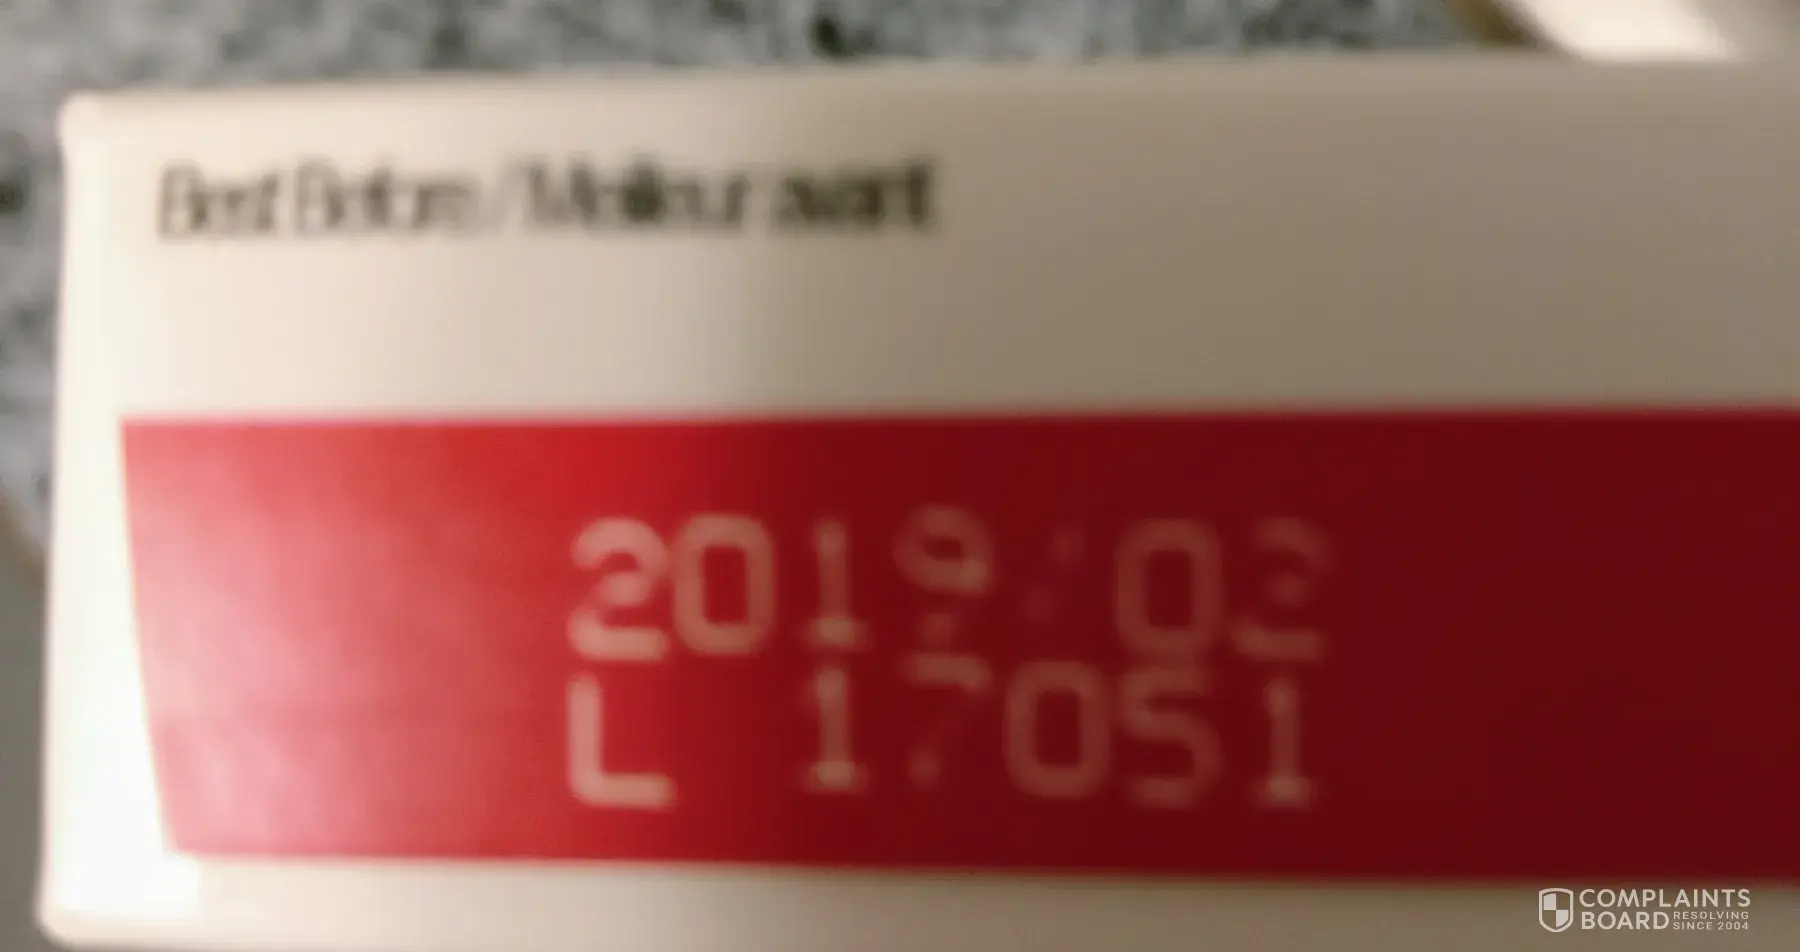 Best Before / Meilleur avant
2019/02
L 17051
COMPLAINTS
BOARD RESOLVING
SINCE 2004